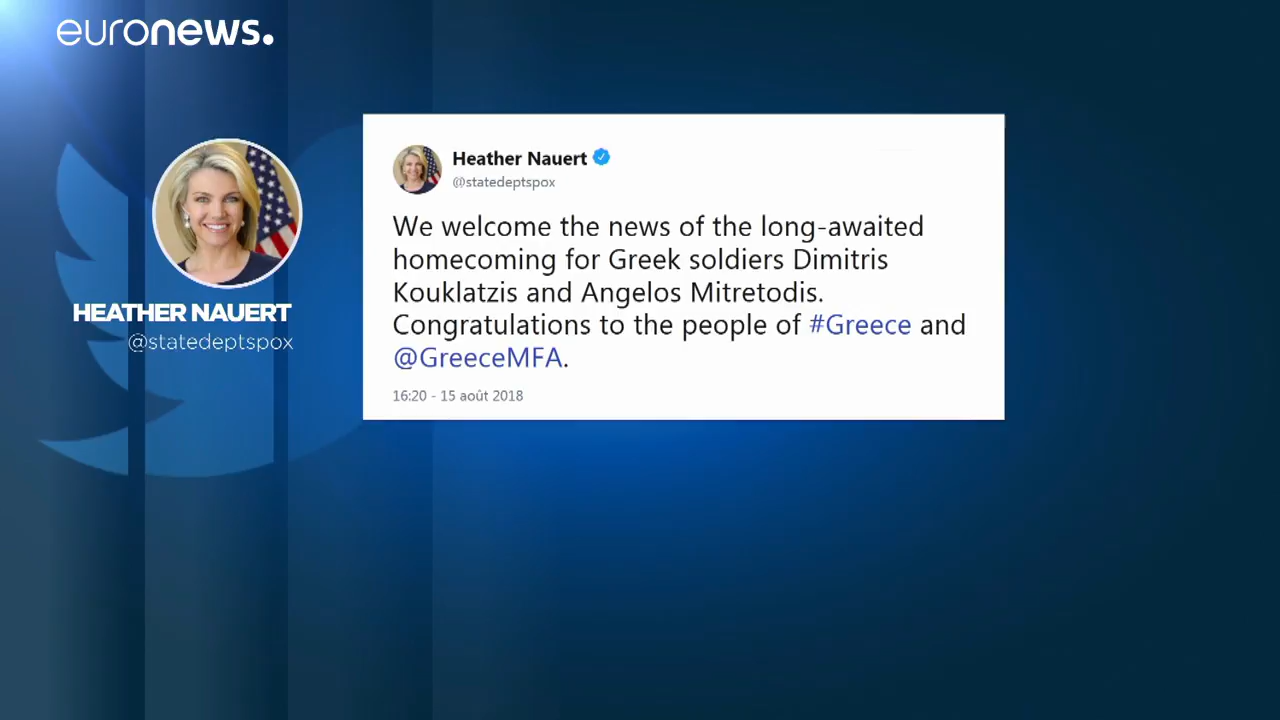 euronews.
HEATHER NAUERT
@statedeptspox
Heather Nauert
@statedeptspox
We welcome the news of the long-awaited
homecoming for Greek soldiers Dimitris
Kouklatzis and Angelos Mitretodis.
Congratulations to the people of #Greece and
@GreeceMFA.
16:20 - 15 août 2018